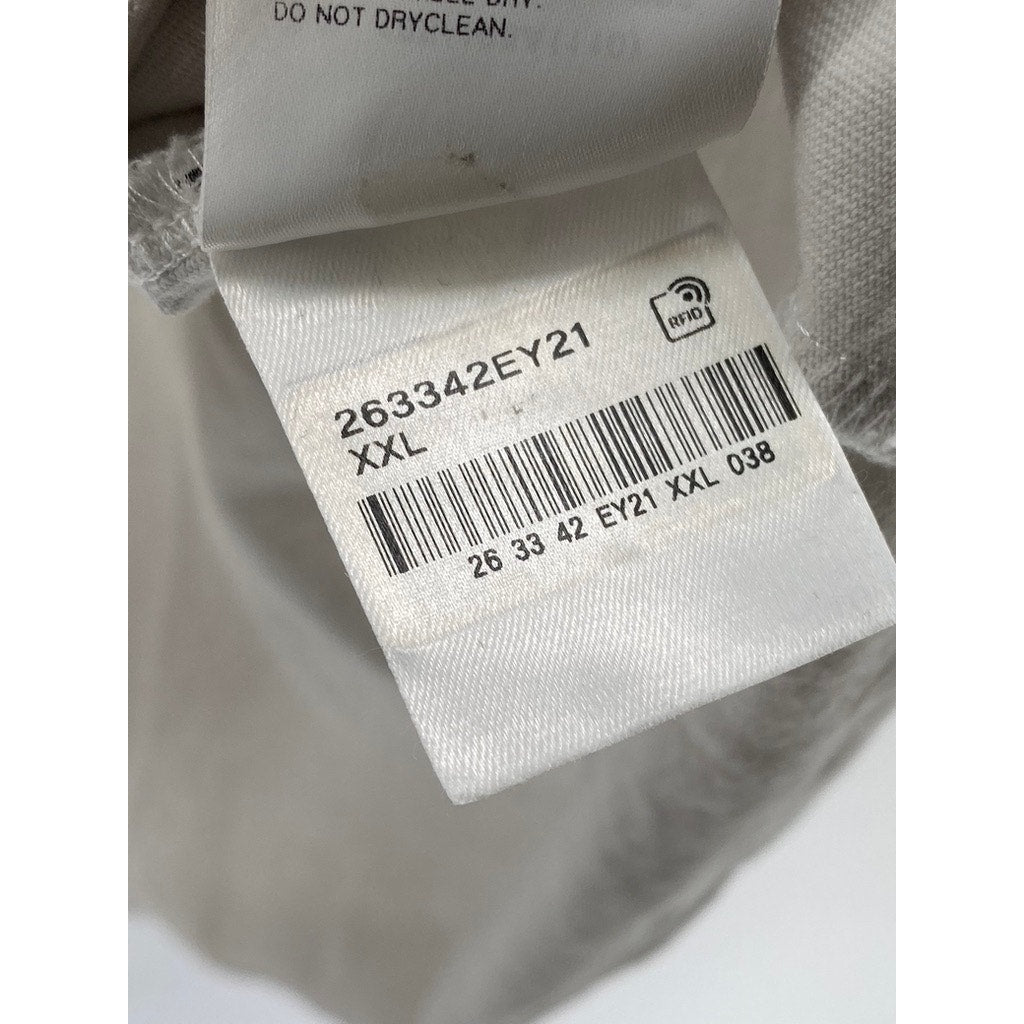 DO NOT DRYCLEAN.
RFID
263342EY21
XXL
26 33 42 EY21 XXL 038